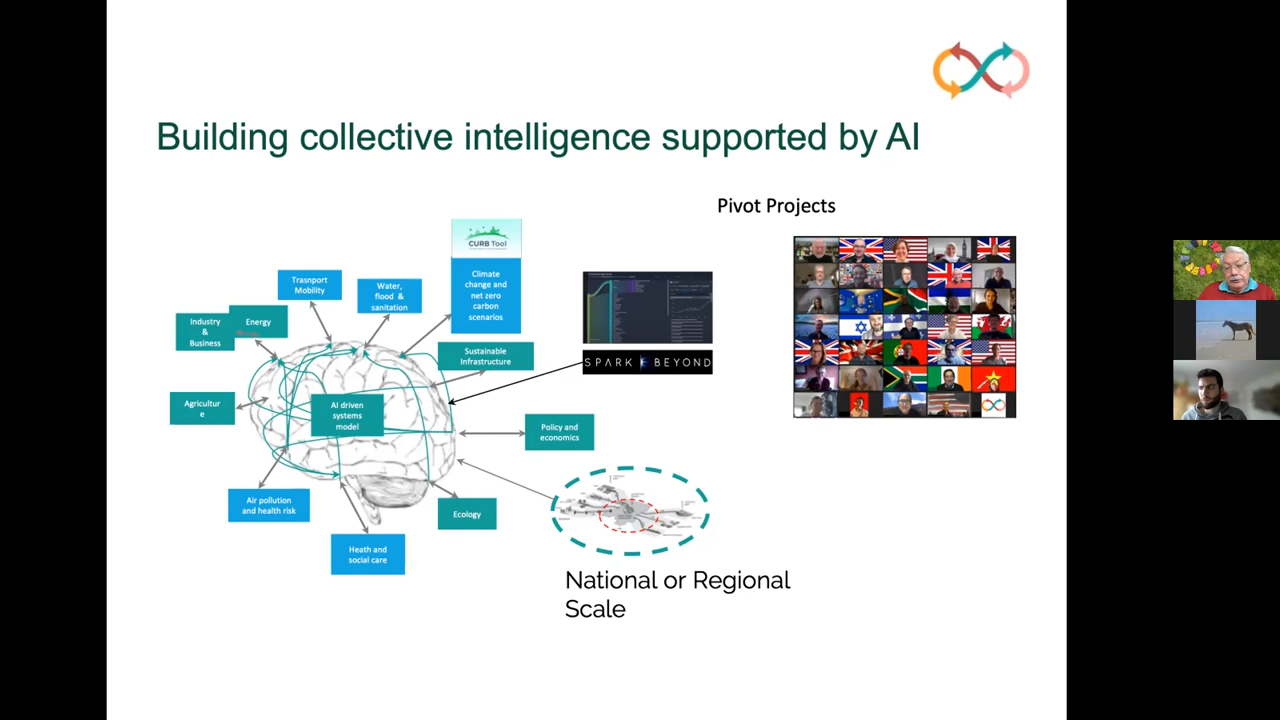 Building collective intelligence supported by AI
Pivot Projects
CURB Tool
Climate
change and
net zero
carbon
scenarios
Trasnport
Mobility
Water,
flood &
sanitation
Energy
Industry
&
Business
Sustainable
Infrastructure
SPARK BEYOND
Agricultur
e
AI driven
systems
model
Policy and
economics
Air pollution
and health risk
Ecology
Heath and
social care
National or Regional
Scale